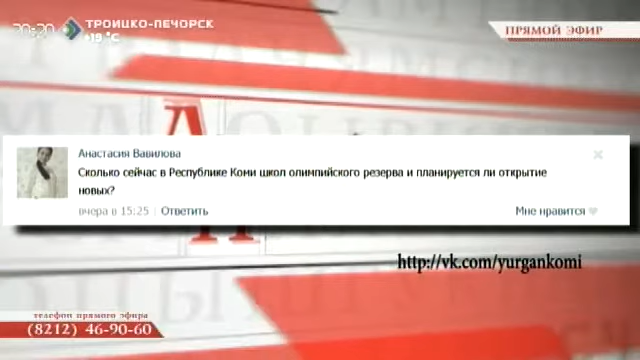 20:20
ТРОИЦКО-ПЕЧОРСК
+19 °C
ПРЯМОЙ ЭФИР
Анастасия Вавилова
Сколько сейчас в Республике Коми школ олимпийского резерва и планируется ли открытие
новых?
вчера в 15:25 | Ответить
Мне нравится
http://vk.com/yurgankomi
телефон прямого эфира
(8212) 46-90-60